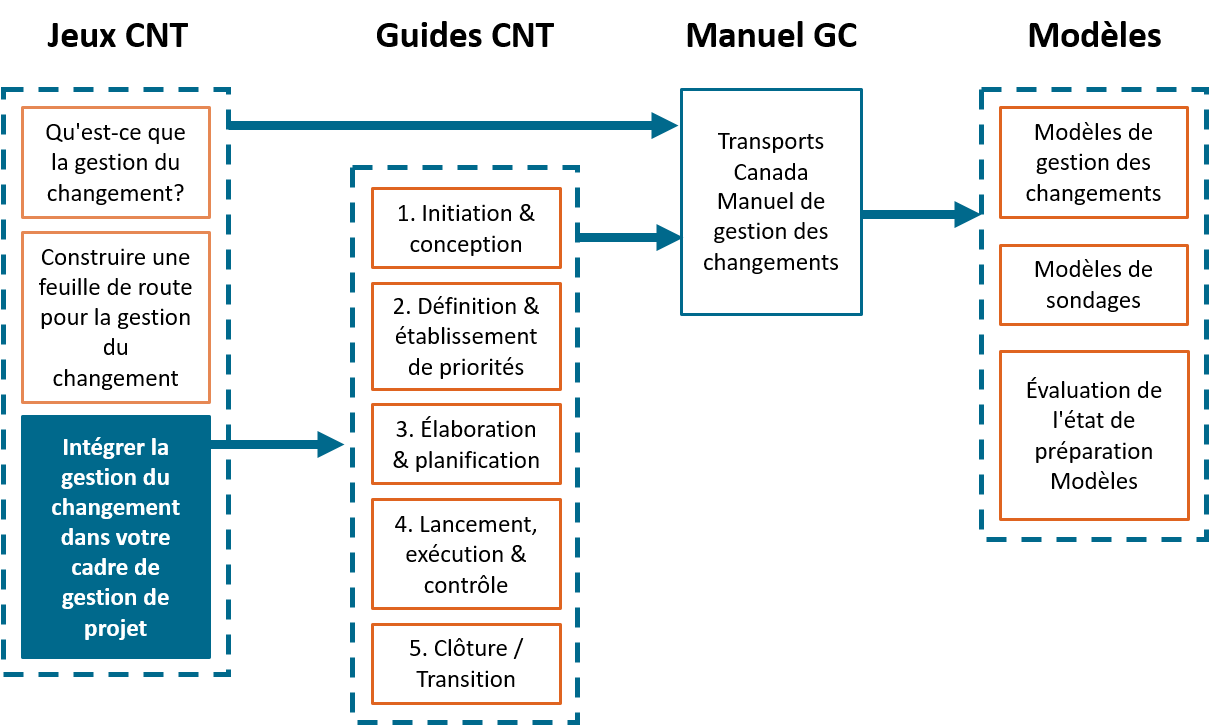 Jeux CNT
Guides CNT
Manuel GC
Modèles
Qu'est-ce que
la gestion du
changement?
Construire une
feuille de route
pour la gestion
du
changement
Intégrer la
gestion du
changement
dans votre
cadre de
gestion de
projet
1. Initiation &
conception
2. Définition &
établissement
de priorités
3. Élaboration
& planification
4. Lancement,
exécution &
contrôle
5. Clôture /
Transition
Transports
Canada
Manuel de
gestion des
changements
Modèles de
gestion des
changements
Modèles de
sondages
Évaluation de
l'état de
préparation
Modèles